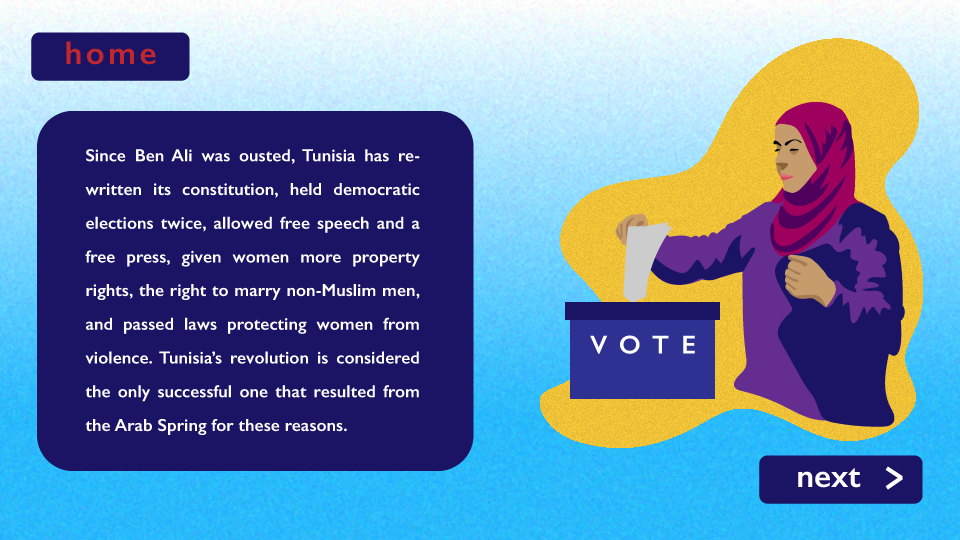 home
Since Ben Ali was ousted, Tunisia has re-
written its constitution, held democratic
elections twice, allowed free speech and a
free press, given women more property
rights, the right to marry non-Muslim men,
and passed laws protecting women from
violence. Tunisia’s revolution is considered
the only successful one that resulted from
the Arab Spring for these reasons.
VOTE
next >